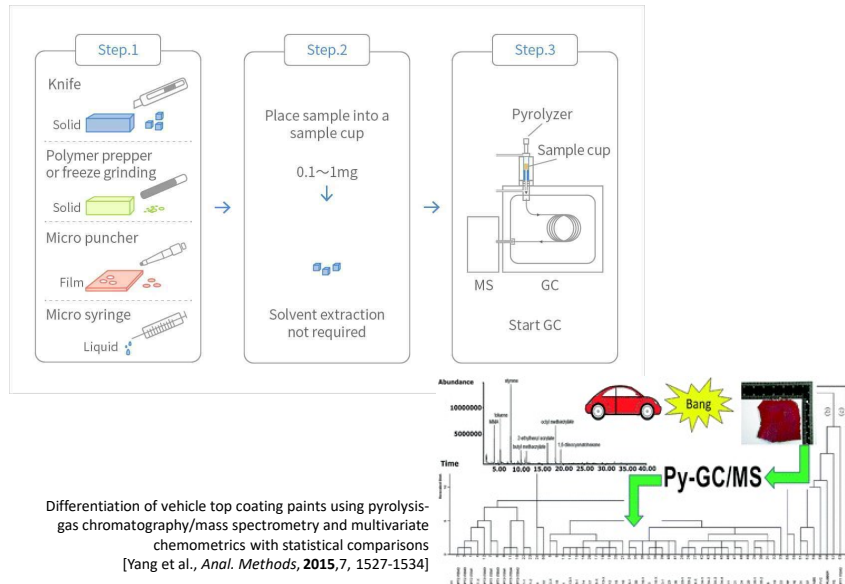 Step.1
Knife
Solid
Polymer prepper
or freeze grinding
Solid
Micro puncher
Film
Micro syringe
Liquid
Step.2
Place sample into a
sample cup
0.1～1mg
Solvent extraction
not required
Step.3
Pyrolyzer
Sample cup
MS
GC
Start GC
Abundance
styrene
10000000
toluene
MMA
octyl methacrylate
5000000
2-ethylhexyl acrylate
butyl methacrylate
Time
5.00 10.00 15.00 20.00 25.00 30.00 35.00 40.00
Bang
Py-GC/MS
Differentiation of vehicle top coating paints using pyrolysis-
gas chromatography/mass spectrometry and multivariate
chemometrics with statistical comparisons
[Yang et al., Anal. Methods, 2015,7, 1527-1534]